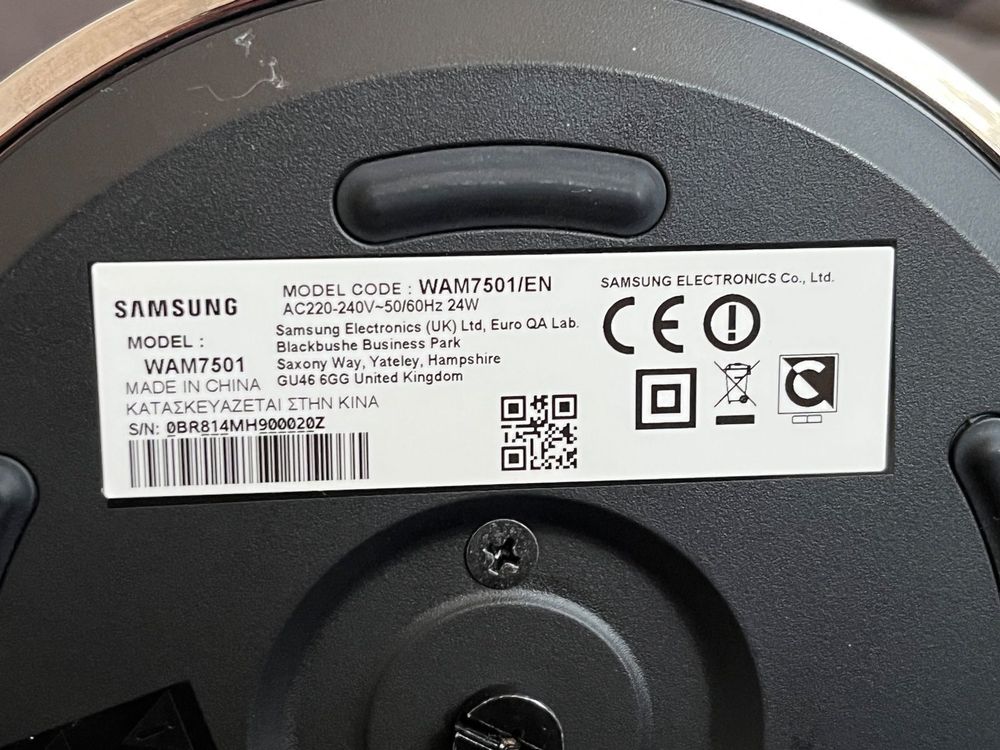 SAMSUNG
MODEL :
WAM7501
MADE IN CHINA
ΚΑΤΑΣΚΕΥΑΖΕΤΑΙ ΣΤΗΝ ΚΙΝΑ
S/N: 0BR814MH900020Z
MODEL CODE : WAM7501/EN
AC220-240V~50/60Hz 24W
Samsung Electronics (UK) Ltd, Euro QA Lab.
Blackbushe Business Park
Saxony Way, Yateley, Hampshire
GU46 6GG United Kingdom
SAMSUNG ELECTRONICS Co., Ltd.
CE